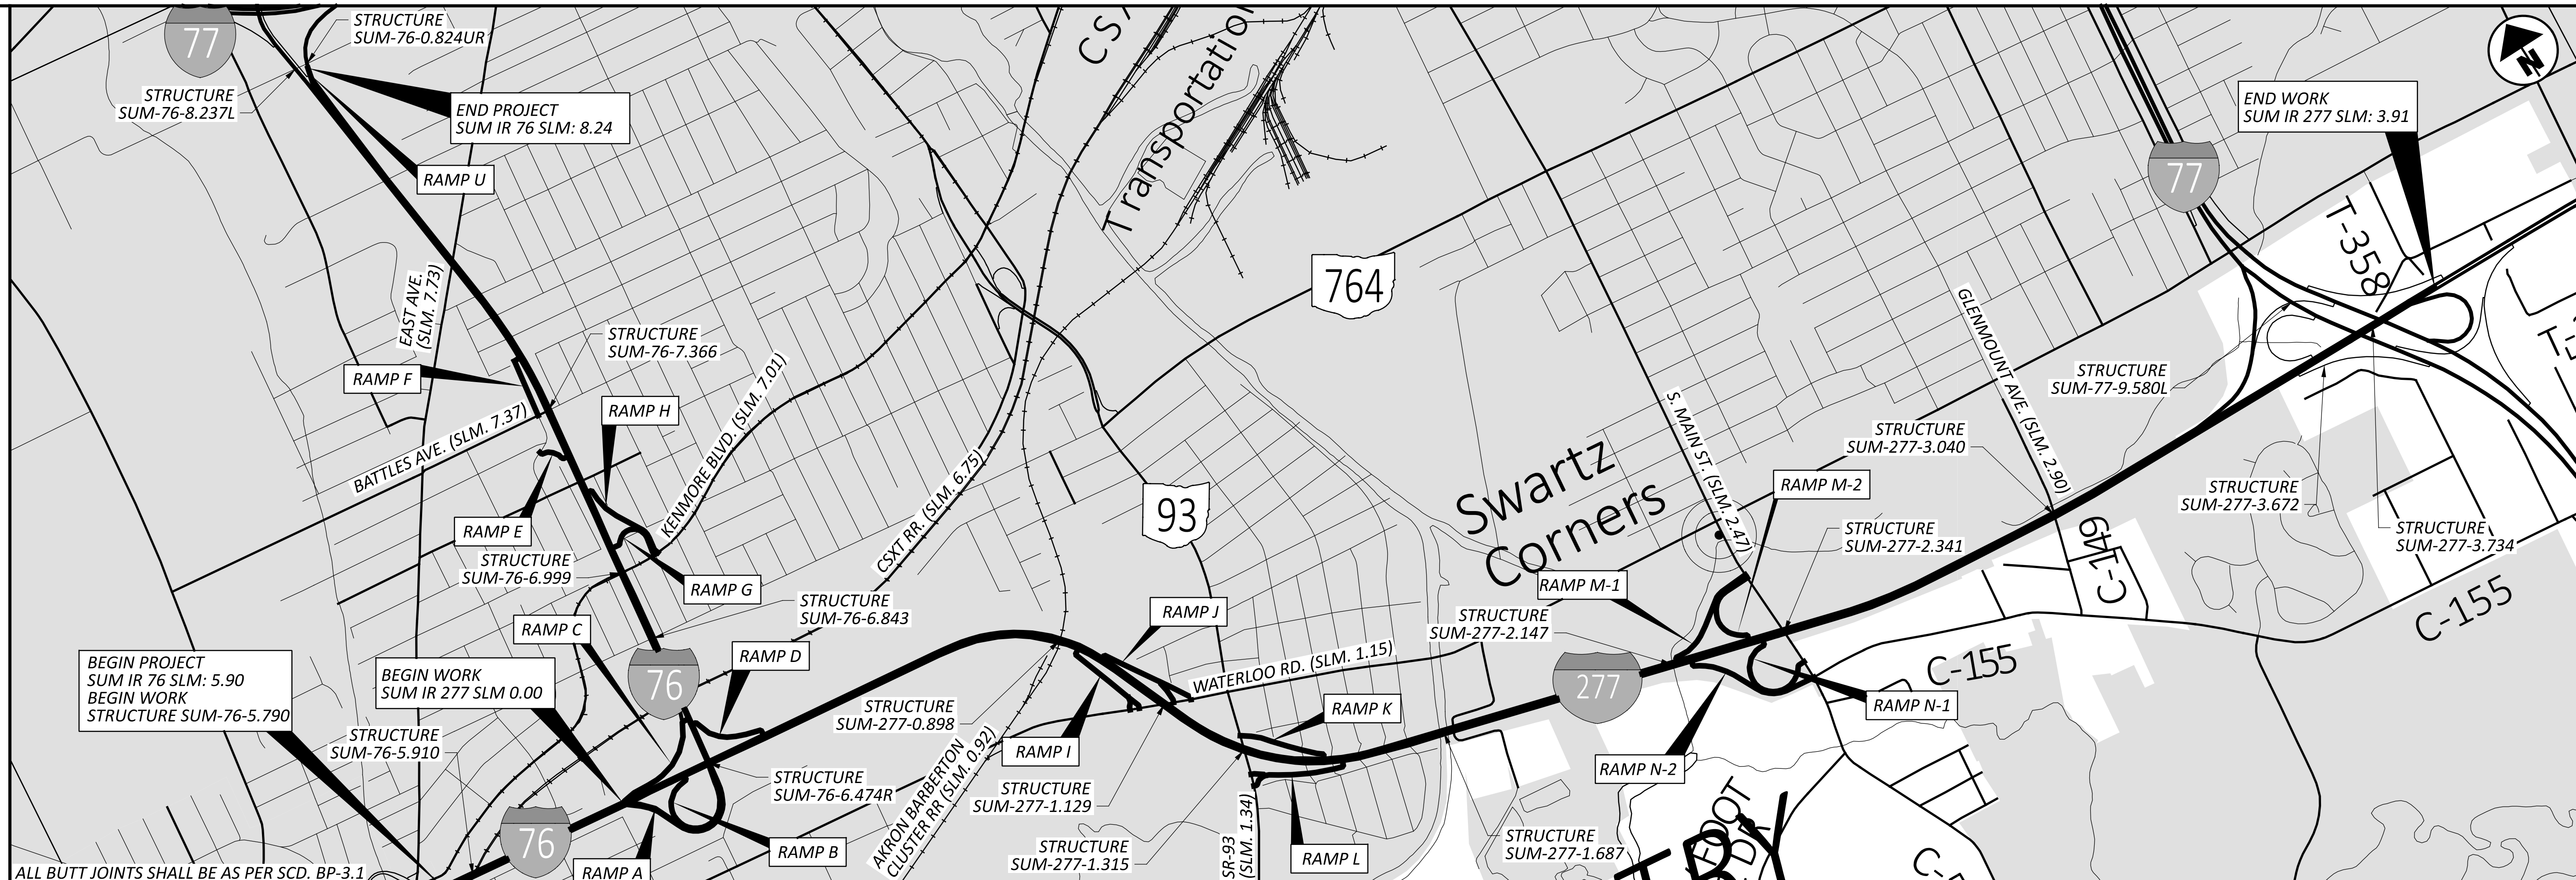 77
STRUCTURE
SUM-76-0.824UR
STRUCTURE
SUM-76-8.237L
END PROJECT
SUM IR 76 SLM: 8.24
RAMP U
EAST AVE.
(SLM. 7.73)
STRUCTURE
SUM-76-7.366
RAMP F
RAMP H
BATTLES AVE. (SLM. 7.37)
KENMORE BLVD. (SLM. 7.01)
RAMP E
STRUCTURE
SUM-76-6.999
RAMP G
CSXT RR. (SLM. 6.75)
RAMP C
STRUCTURE
SUM-76-6.843
RAMP D
76
BEGIN PROJECT
SUM IR 76 SLM: 5.90
BEGIN WORK
STRUCTURE SUM-76-5.790
BEGIN WORK
SUM IR 277 SLM 0.00
STRUCTURE
SUM-76-5.910
76
STRUCTURE
SUM-76-6.474R
RAMP B
RAMP A
ALL BUTT JOINTS SHALL BE AS PER SCD. BP-3.1
Transportation
764
93
RAMP J
WATERLOO RD. (SLM. 1.15)
STRUCTURE
SUM-277-0.898
AKRON BARBERTON
CLUSTER RR (SLM. 0.92)
RAMP I
RAMP K
STRUCTURE
SUM-277-1.129
STRUCTURE
SUM-277-1.315
SR-93
(SLM. 1.34)
RAMP L
STRUCTURE
SUM-277-1.687
Swartz
Corners
S. MAIN ST. (SLM. 2.47)
RAMP M-2
RAMP M-1
STRUCTURE
SUM-277-2.147
STRUCTURE
SUM-277-2.341
277
RAMP N-1
RAMP N-2
STRUCTURE
SUM-277-3.040
GLENMOUNT AVE. (SLM. 2.90)
77
END WORK
SUM IR 277 SLM: 3.91
N
T-358
STRUCTURE
SUM-77-9.580L
STRUCTURE
SUM-277-3.672
STRUCTURE
SUM-277-3.734
C-149
C-155
C-155